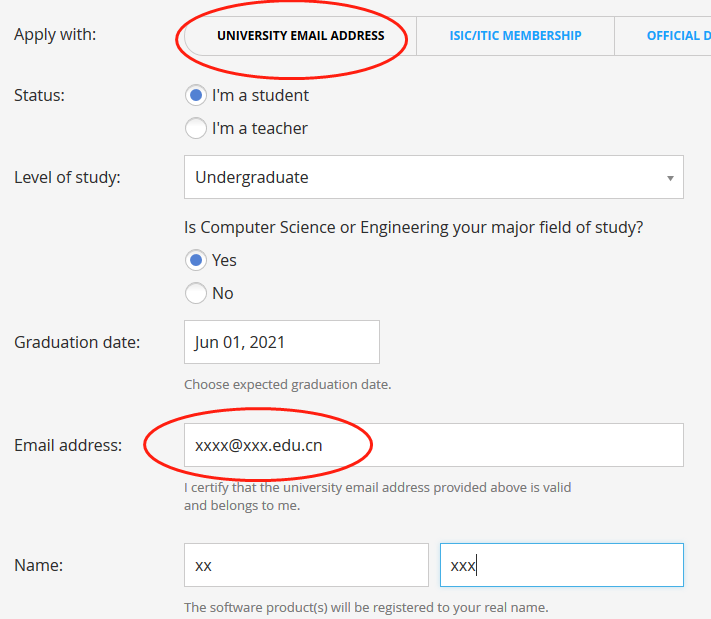 Apply with: UNIVERSITY EMAIL ADDRESS ISIC/ITIC MEMBERSHIP OFFICIAL D
Status: I'm a student
I'm a teacher
Level of study: Undergraduate
Is Computer Science or Engineering your major field of study?
Yes
No
Graduation date: Jun 01, 2021
Choose expected graduation date.
Email address: xxxx@xxx.edu.cn
I certify that the university email address provided above is valid
and belongs to me.
Name: xx xxx
The software product(s) will be registered to your real name.